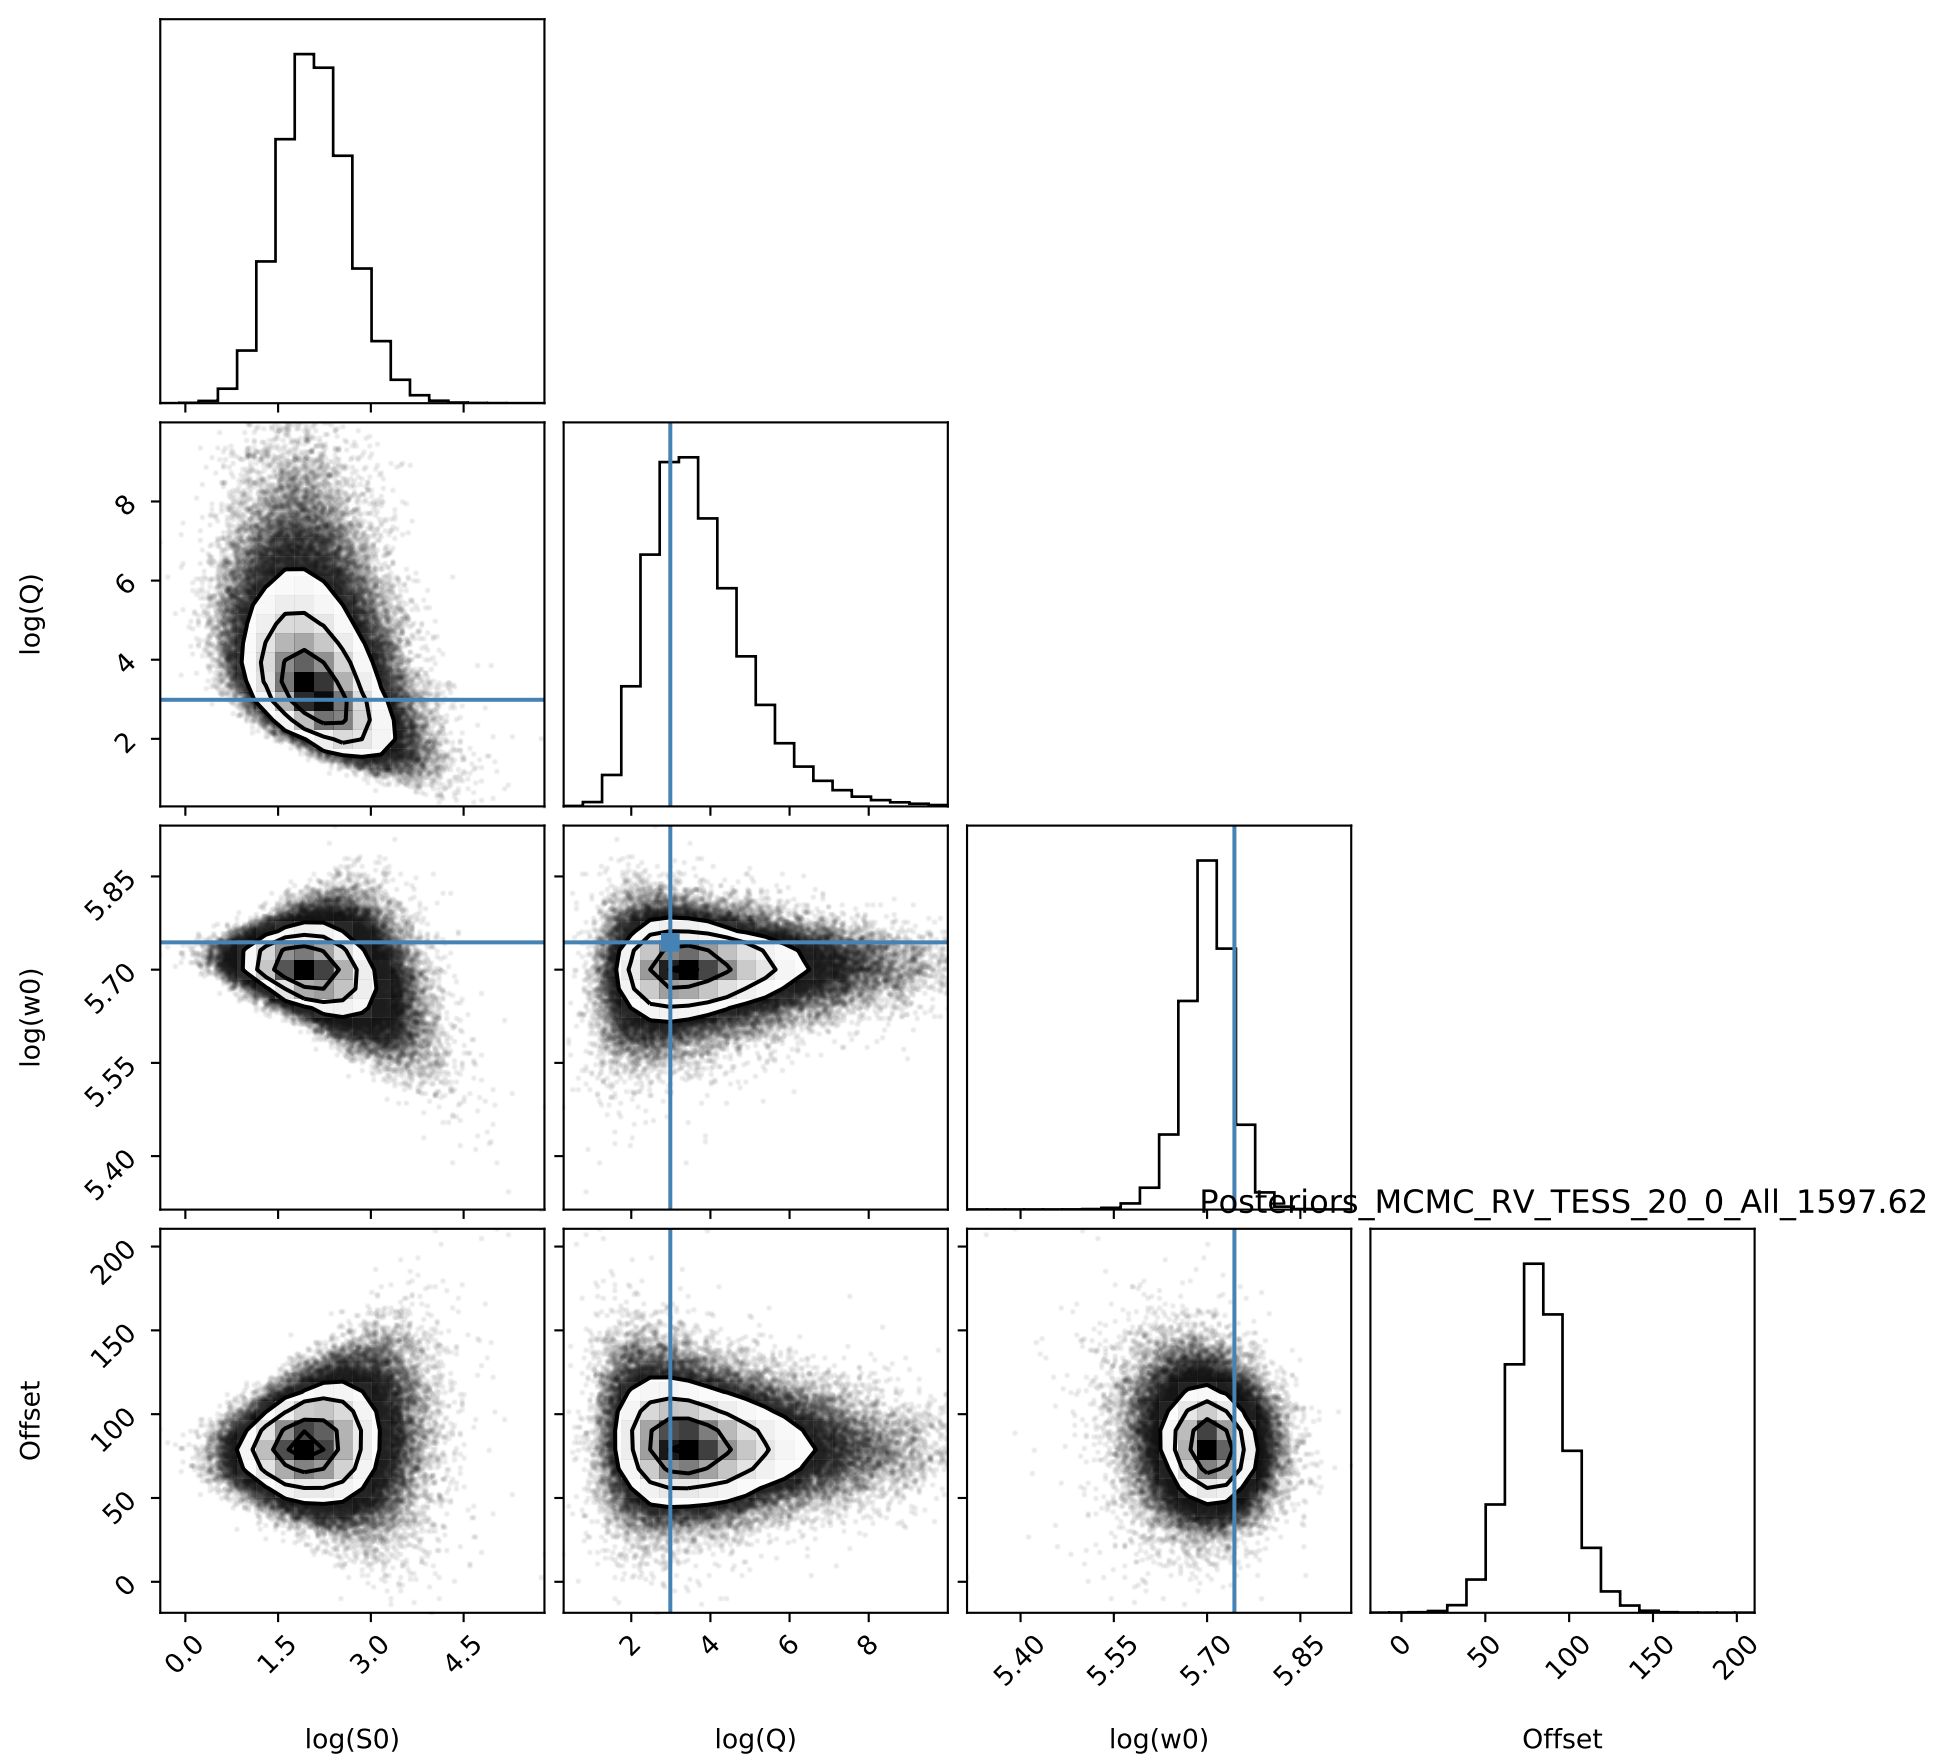 log(Q)
8
6
4
2
log(w0)
5.85
5.70
5.55
5.40
Posteriors_MCMC_RV_TESS_20_0_All_1597.62
Offset
200
150
100
50
0
0.0 1.5 3.0 4.5 2 4 6 8 5.40 5.55 5.70 5.85 0 50 100 150 200
log(S0) log(Q) log(w0) Offset